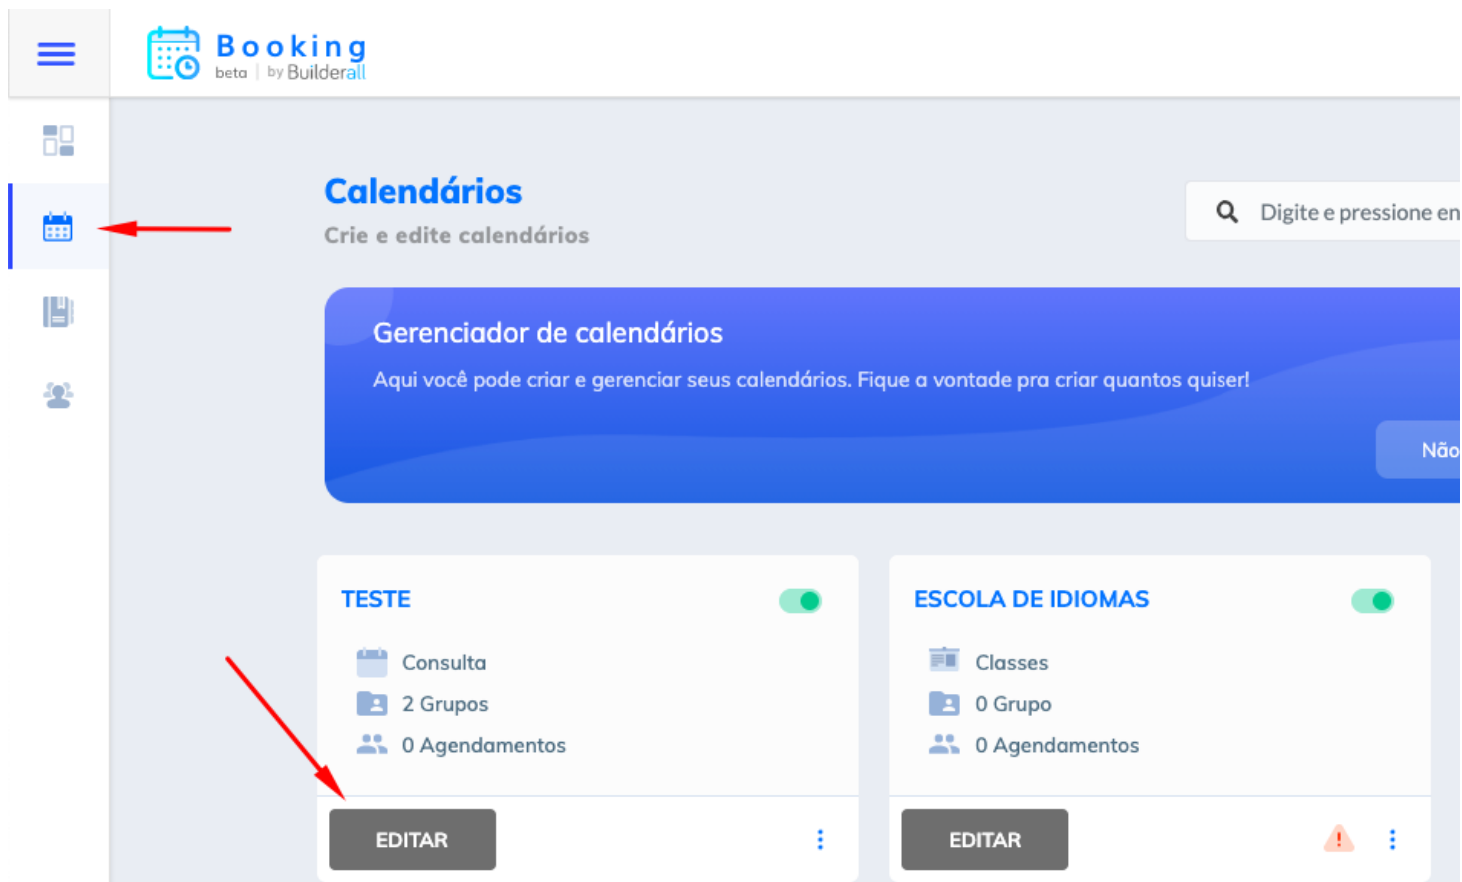 Booking
beta | by Builderall
Calendários
Crie e edite calendários
Digite e pressione en
Gerenciador de calendários
Aqui você pode criar e gerenciar seus calendários. Fique a vontade pra criar quantos quiser!
Não
TESTE
Consulta
2 Grupos
0 Agendamentos
EDITAR
ESCOLA DE IDIOMAS
Classes
0 Grupo
0 Agendamentos
EDITAR